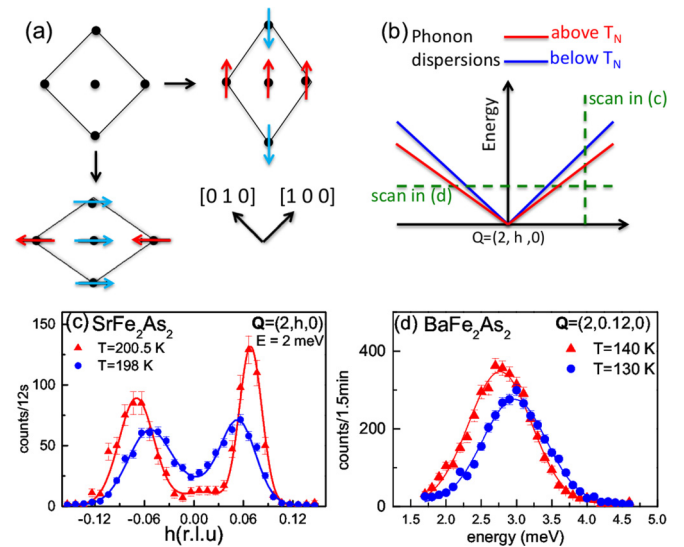 (a)
[0 1 0] [1 0 0]
(b)
Phonon dispersions
above T_N
below T_N
Energy
scan in (c)
scan in (d)
Q=(2, h ,0)
(c) SrFe₂As₂ Q=(2,h,0)
E = 2 meV
T=200.5 K
T=198 K
counts/12s
150
100
50
0
-0.12 -0.06 0.00 0.06 0.12
h(r.l.u)
(d) BaFe₂As₂ Q=(2,0.12,0)
T=140 K
T=130 K
counts/1.5min
400
200
0
1.5 2.0 2.5 3.0 3.5 4.0 4.5
energy (meV)